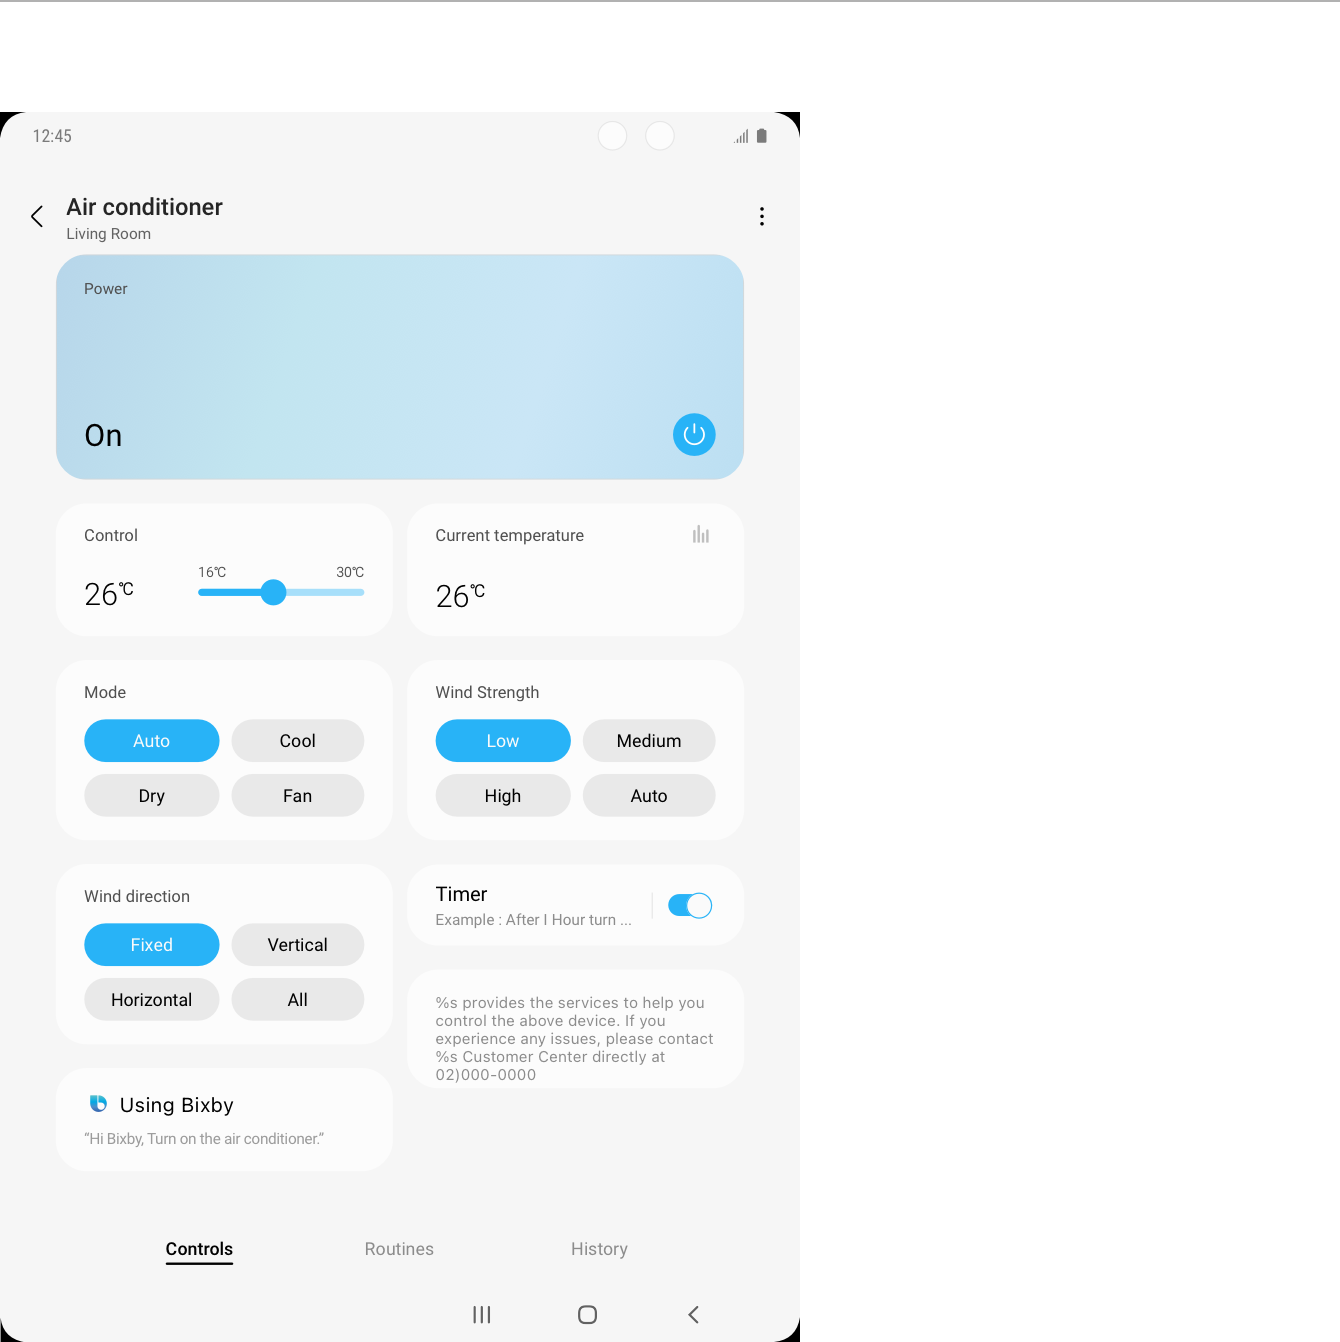 12:45
Air conditioner
Living Room
Power
On
Control
26℃
16℃
30℃
Current temperature
26℃
Mode
Auto
Cool
Dry
Fan
Wind Strength
Low
Medium
High
Auto
Wind direction
Fixed
Vertical
Horizontal
All
Timer
Example : After I Hour turn ...
%s provides the services to help you
control the above device. If you
experience any issues, please contact
%s Customer Center directly at
02)000-0000
Using Bixby
“Hi Bixby, Turn on the air conditioner.”
Controls
Routines
History